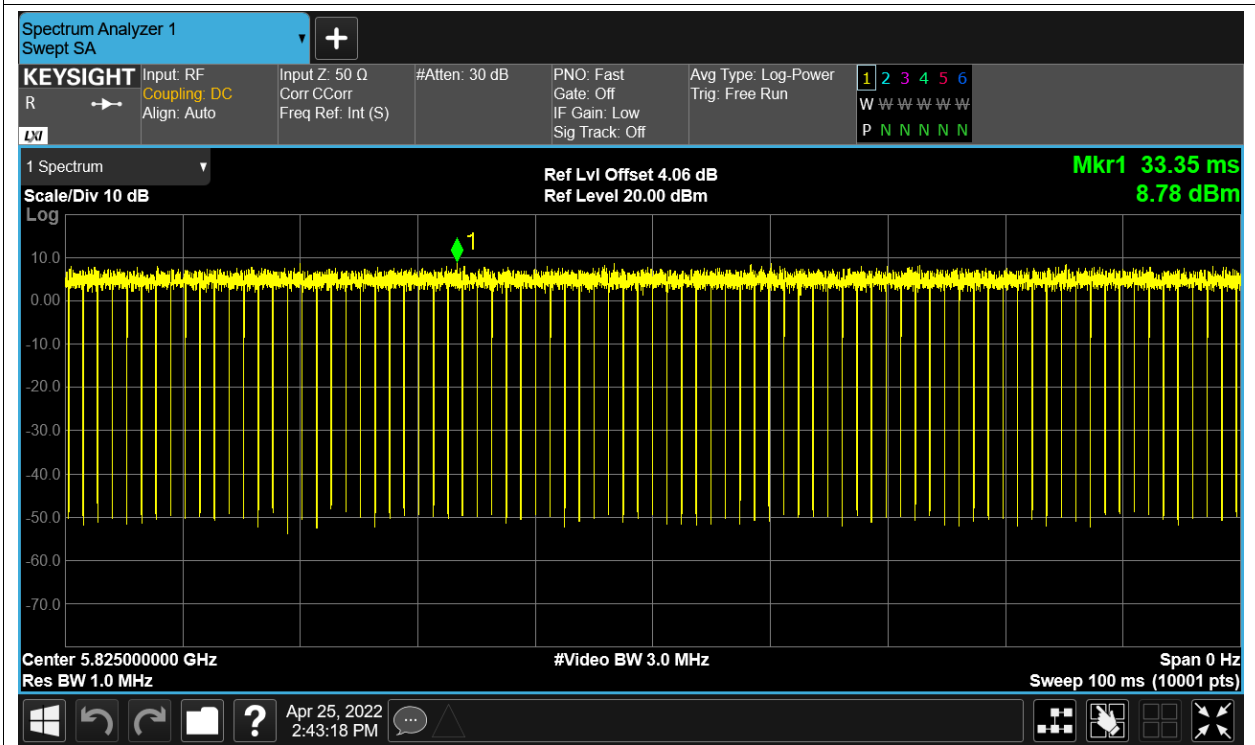 Spectrum Analyzer 1
Swept SA
KEYSIGHT
R
LXI
Input: RF
Coupling: DC
Align: Auto
Input Z: 50 Ω
Corr CCorr
Freq Ref: Int (S)
#Atten: 30 dB
PNO: Fast
Gate: Off
IF Gain: Low
Sig Track: Off
Avg Type: Log-Power
Trig: Free Run
1 2 3 4 5 6
W W W W W W
P N N N N N
1 Spectrum
Scale/Div 10 dB
Log
Ref Lvl Offset 4.06 dB
Ref Level 20.00 dBm
Mkr1 33.35 ms
8.78 dBm
1
10.0
0.00
-10.0
-20.0
-30.0
-40.0
-50.0
-60.0
-70.0
Center 5.825000000 GHz
Res BW 1.0 MHz
#Video BW 3.0 MHz
Span 0 Hz
Sweep 100 ms (10001 pts)
?
Apr 25, 2022
2:43:18 PM